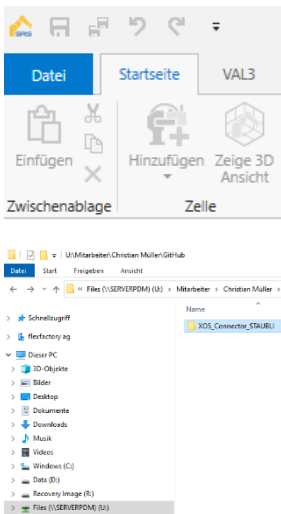 SRS
Datei Startseite VAL3
Einfügen Hinzufügen Zeige 3D
Ansicht
Zwischenablage Zelle
U:\Mitarbeiter\Christian Müller\GitHub
Datei Start Freigeben Ansicht
« Files (\\SERVERPDM) (U:) > Mitarbeiter > Christian Müller >
Name
Schnellzugriff
XOS_Connector_STAUBLI
flexfactory ag
Dieser PC
3D-Objekte
Bilder
Desktop
Dokumente
Downloads
Musik
Videos
Windows (C:)
Data (D:)
Recovery Image (R:)
Files (\\SERVERPDM) (U:)